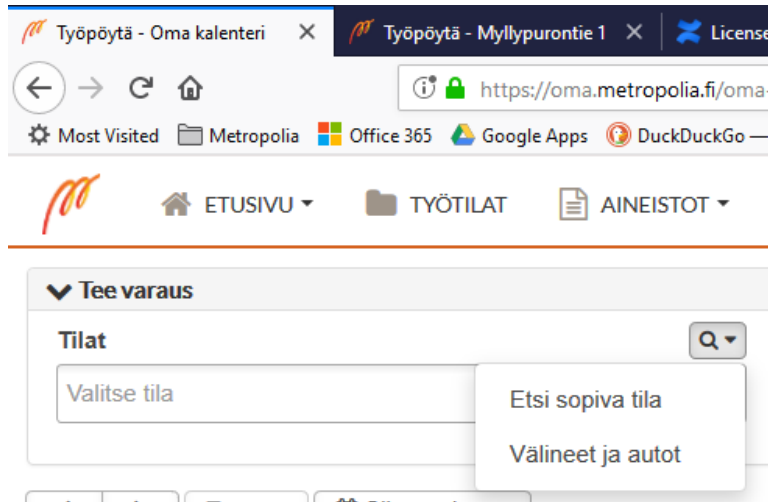 Työpöytä - Oma kalenteri
Työpöytä - Myllypurontie 1
License
https://oma.metropolia.fi/oma-
Most Visited
Metropolia
Office 365
Google Apps
DuckDuckGo —
ETUSIVU
TYÖTILAT
AINEISTOT
Tee varaus
Tilat
Valitse tila
Etsi sopiva tila
Välineet ja autot